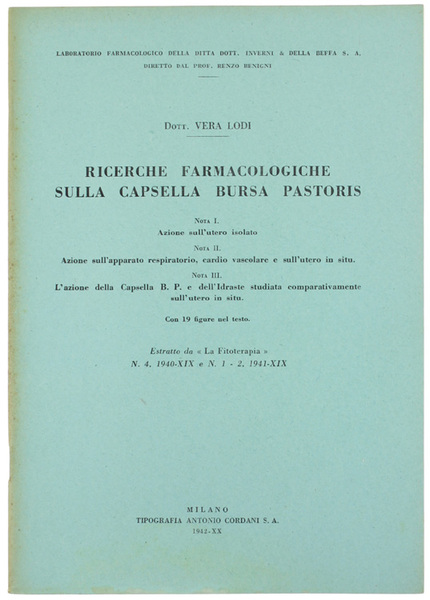 LABORATORIO FARMACOLOGICO DELLA DITTA DOTT. INVERNI & DELLA BEFFA S. A.
DIRETTO DAL PROF. RENZO BENIGNI
DOTT. VERA LODI
RICERCHE FARMACOLOGICHE
SULLA CAPSELLA BURSA PASTORIS
NOTA I.
Azione sull'utero isolato
NOTA II.
Azione sull'apparato respiratorio, cardio vascolare e sull'utero in situ.
NOTA III.
L'azione della Capsella B. P. e dell'Idraste studiata comparativamente
sull'utero in situ.
Con 19 figure nel testo.
Estratto da « La Fitoterapia »
N. 4, 1940-XIX e N. 1 - 2, 1941-XIX
MILANO
TIPOGRAFIA ANTONIO CORDANI S. A.
1942-XX